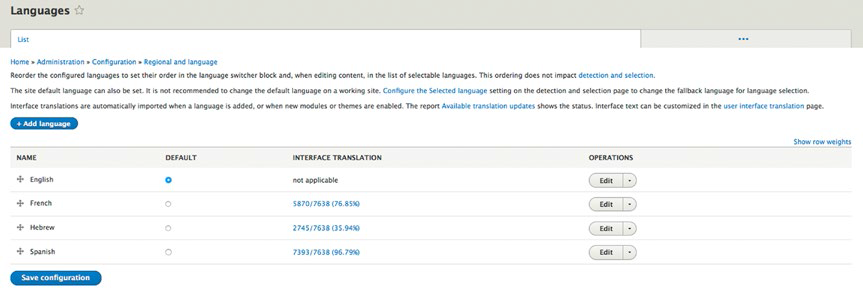 Languages
List
Home » Administration » Configuration » Regional and language
Reorder the configured languages to set their order in the language switcher block and, when editing content, in the list of selectable languages. This ordering does not impact detection and selection.
The site default language can also be set. It is not recommended to change the default language on a working site. Configure the Selected language setting on the detection and selection page to change the fallback language for language selection.
Interface translations are automatically imported when a language is added, or when new modules or themes are enabled. The report Available translation updates shows the status. Interface text can be customized in the user interface translation page.
+ Add language
Show row weights
NAME DEFAULT INTERFACE TRANSLATION OPERATIONS
English not applicable Edit
French 5870/7638 (76.85%) Edit
Hebrew 2745/7638 (35.94%) Edit
Spanish 7393/7638 (96.79%) Edit
Save configuration